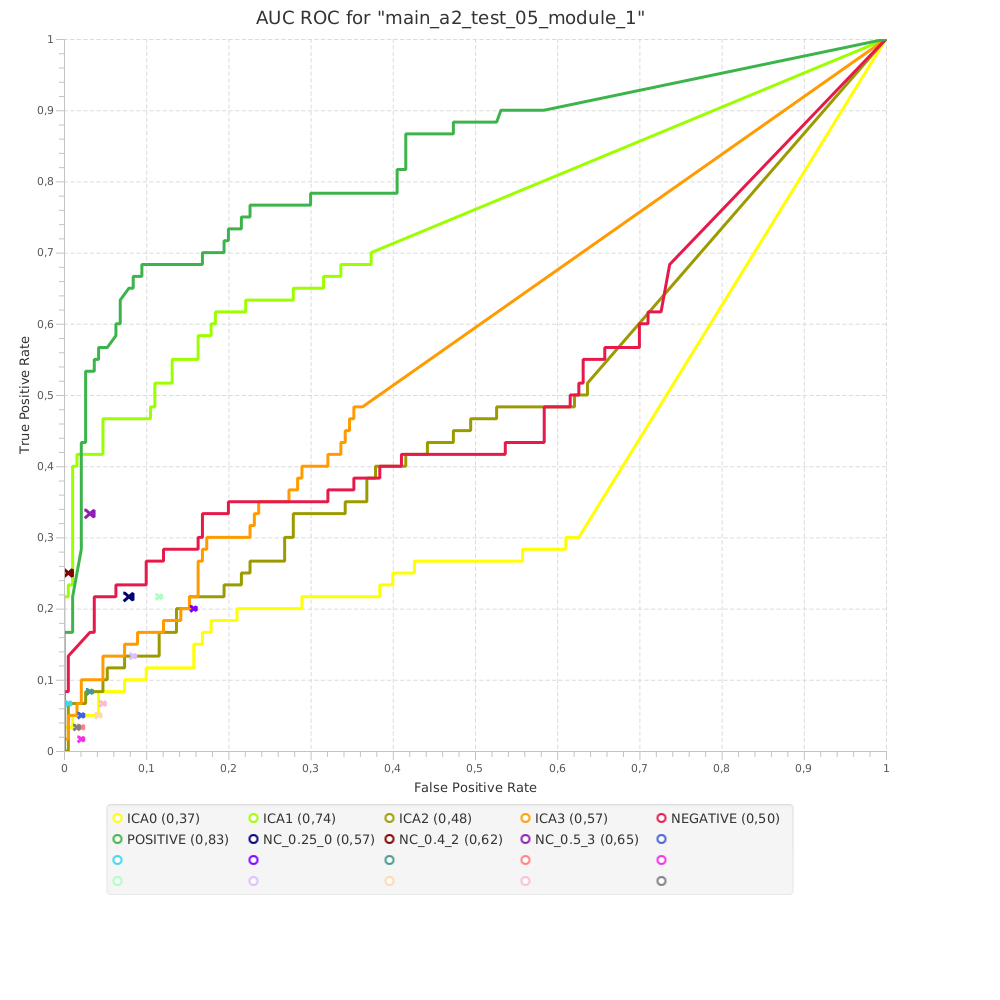 AUC ROC for "main_a2_test_05_module_1"
1
0,9
0,8
0,7
0,6
0,5
0,4
0,3
0,2
0,1
0
True Positive Rate
0 0,1 0,2 0,3 0,4 0,5 0,6 0,7 0,8 0,9 1
False Positive Rate
ICA0 (0,37) ICA1 (0,74) ICA2 (0,48) ICA3 (0,57) NEGATIVE (0,50)
POSITIVE (0,83) NC_0.25_0 (0,57) NC_0.4_2 (0,62) NC_0.5_3 (0,65)